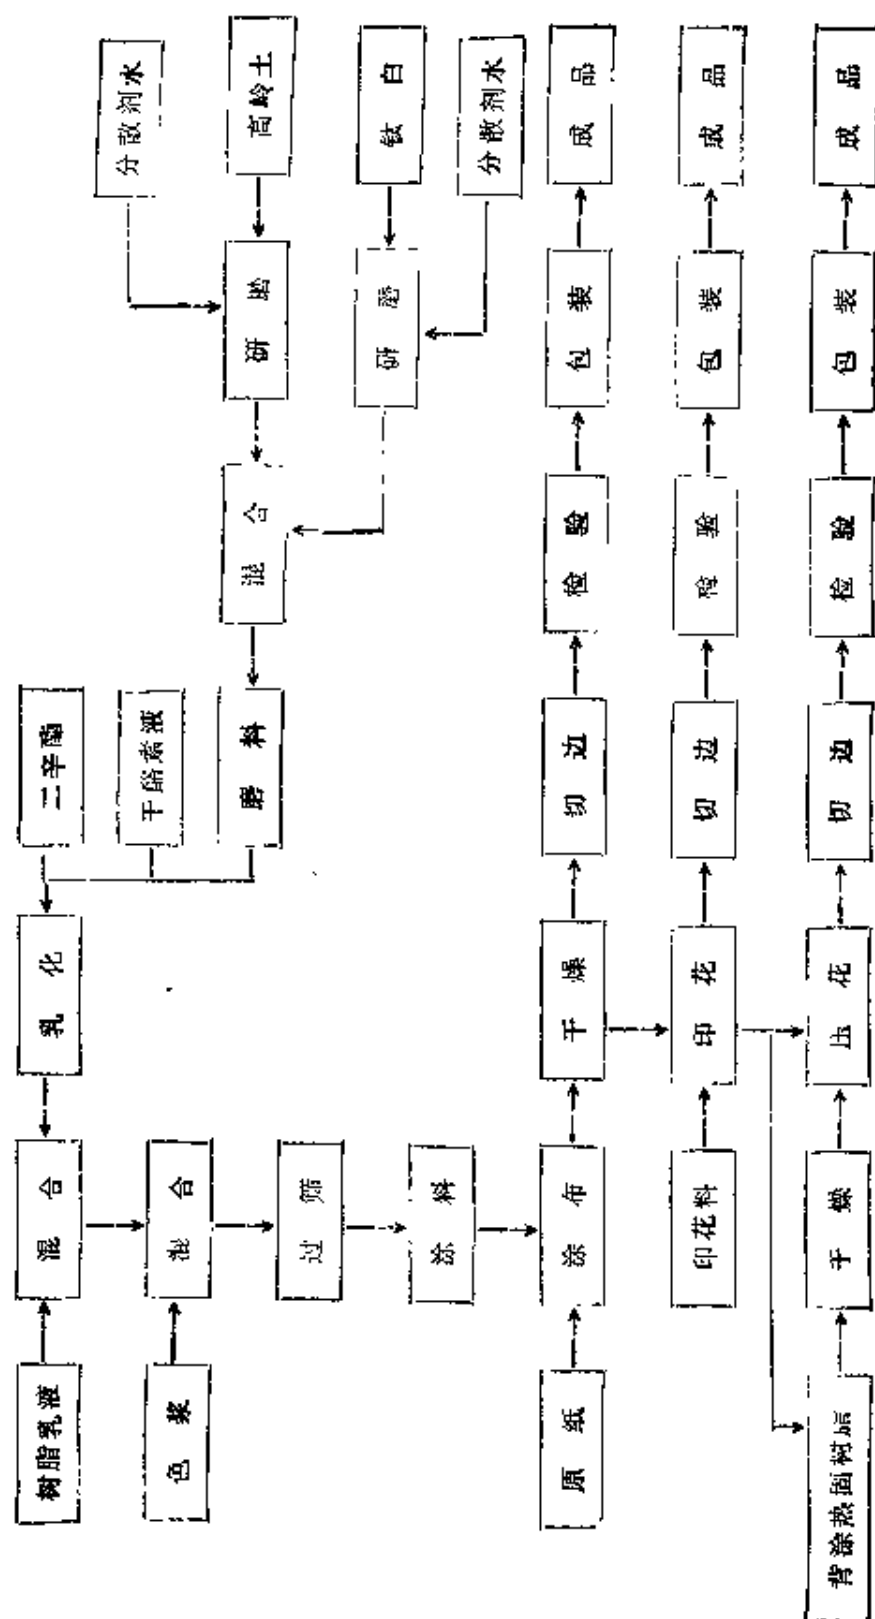 树脂乳液
混合
乳化
二辛酯
色浆
混合
干酪素液
分散剂水
过筛
磨料
混合
研磨
高岭土
涂料
研磨
钛白
分散剂水
原纸
涂布
干燥
切边
检验
包装
成品
印花料
印花
切边
检验
包装
成品
背涂热固树脂
干燥
压花
切边
检验
包装
成品